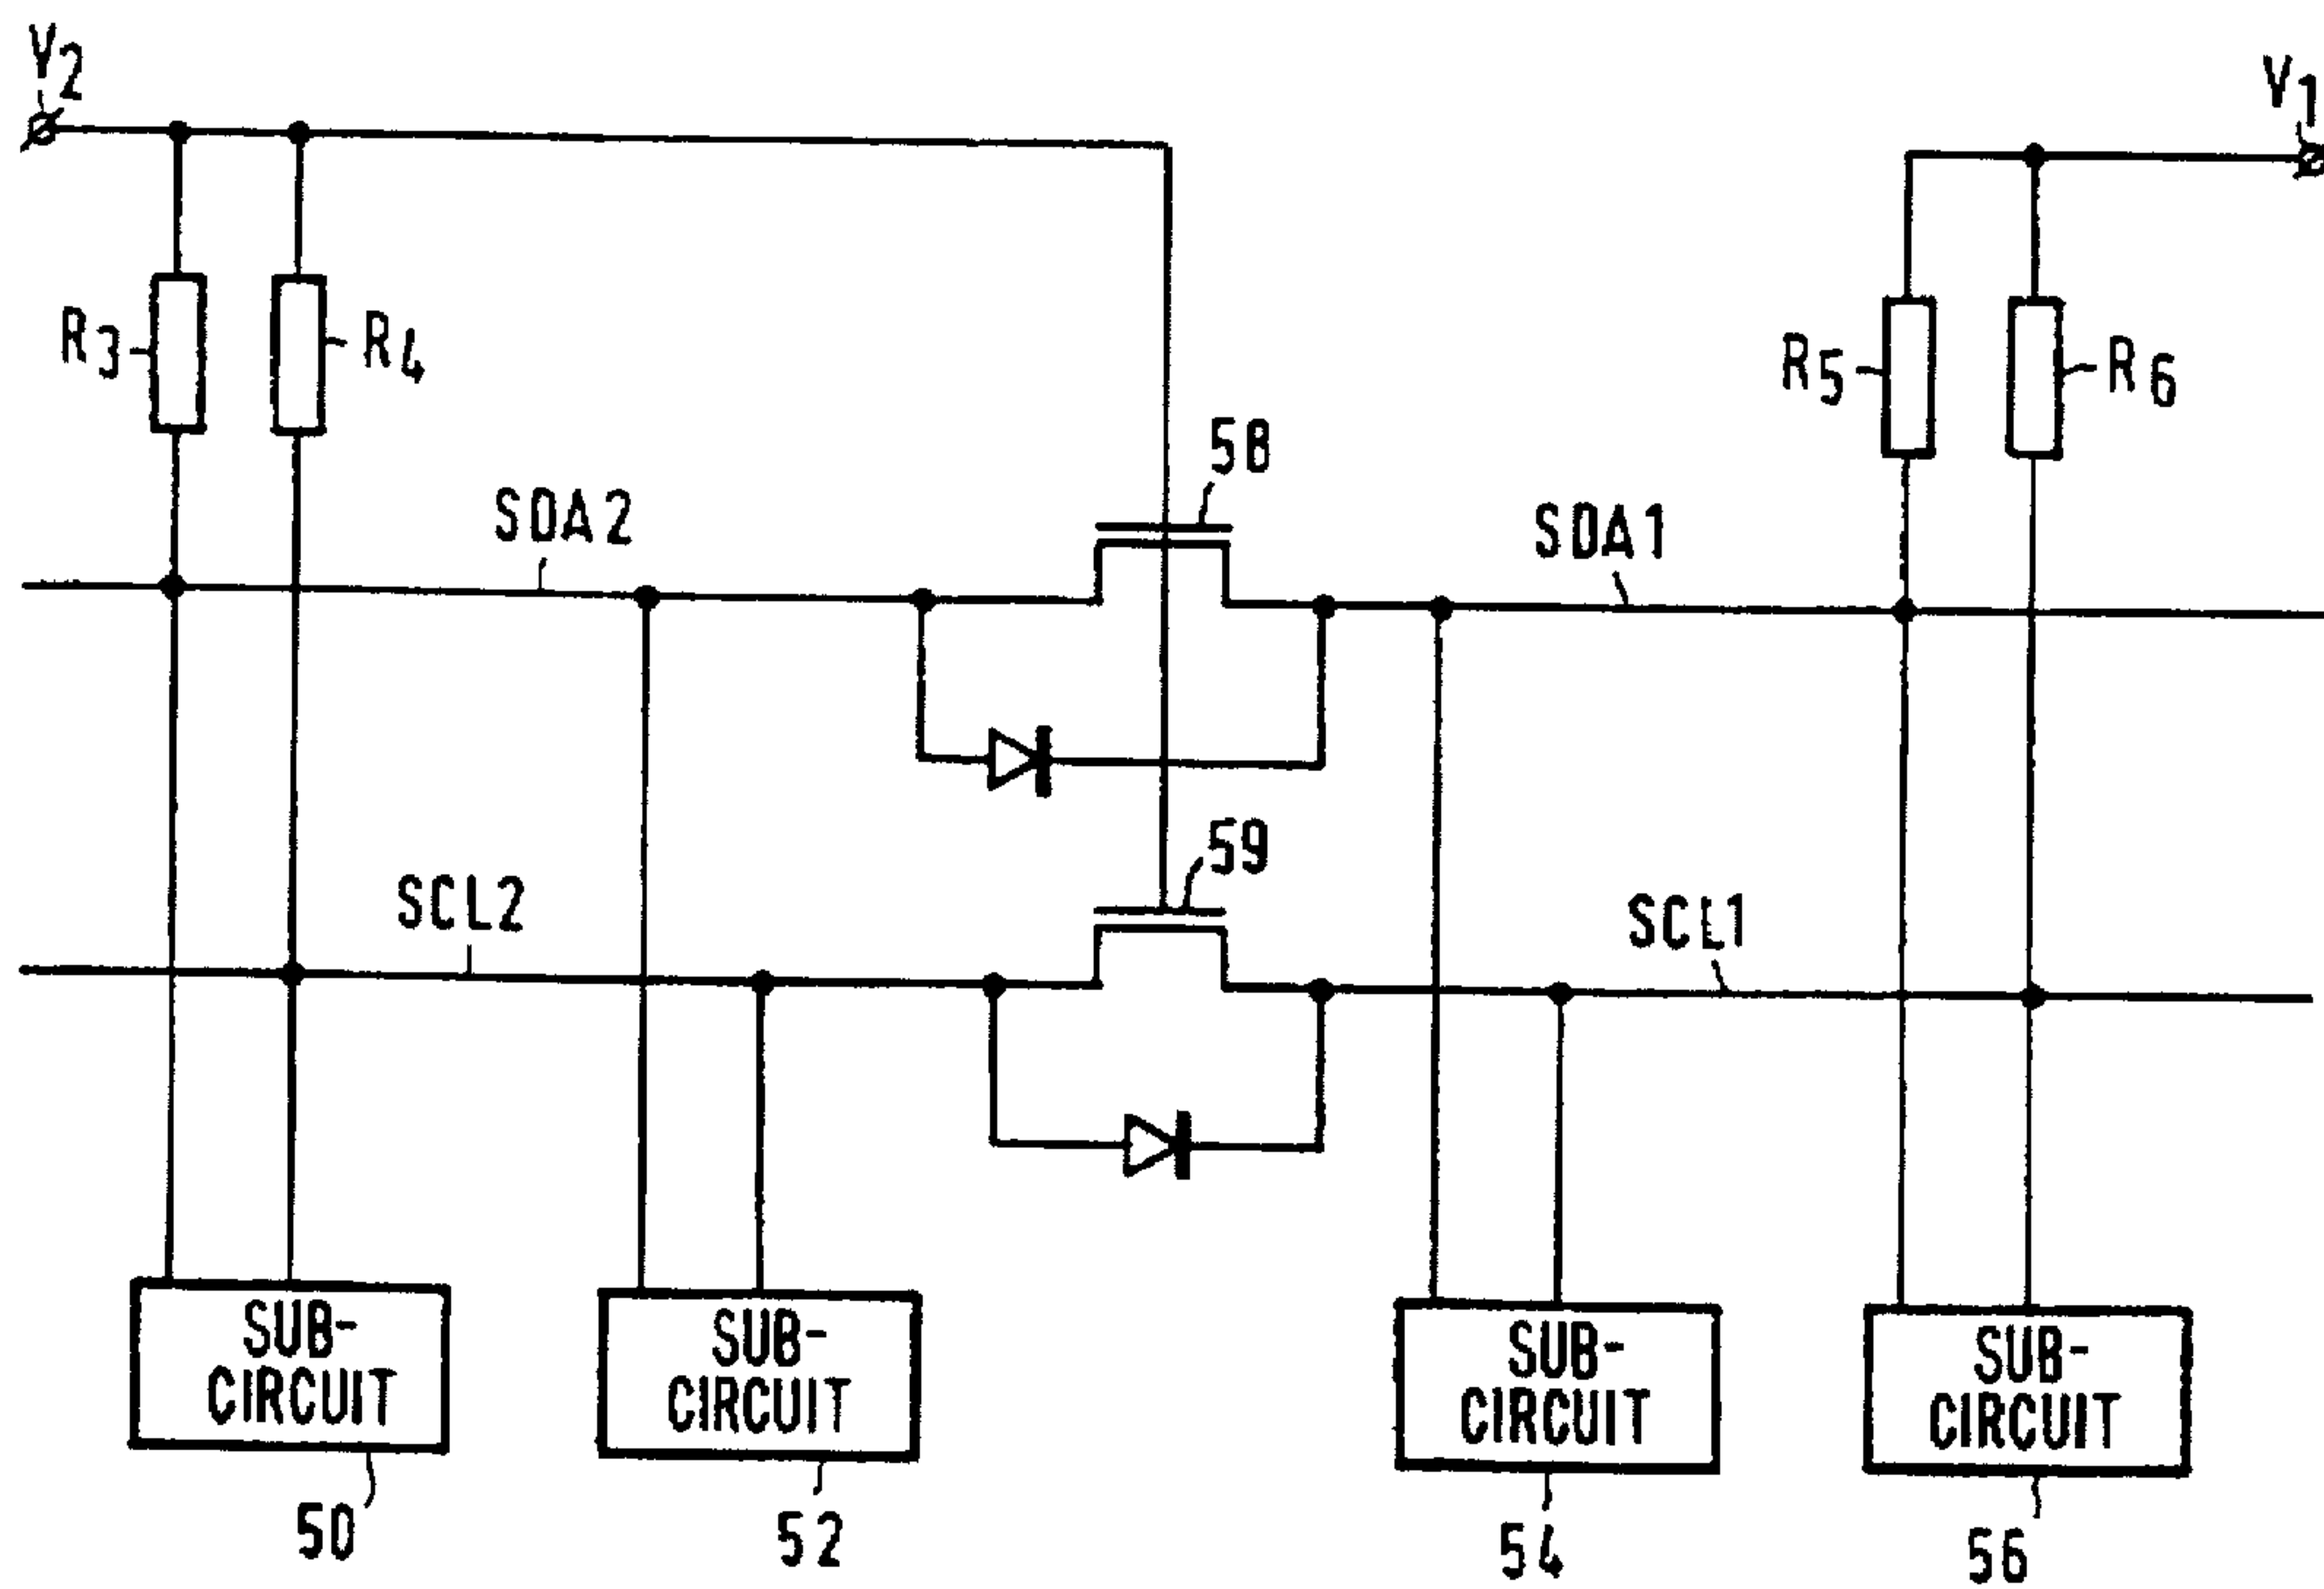 V2
V1
R3
R4
R5
R6
58
SDA2
SDA1
59
SCL2
SCL1
SUB-
CIRCUIT
SUB-
CIRCUIT
SUB-
CIRCUIT
SUB-
CIRCUIT
50
52
54
56